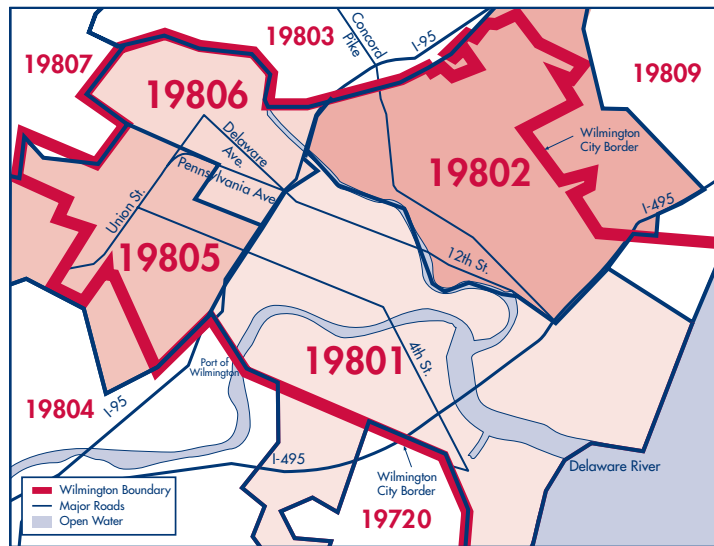 19803
Concord
Pike
I-95
19807
19809
19806
Delaware
Ave.
Wilmington
City Border
Pennsylvania Ave.
19802
Union St.
I-495
19805
12th St.
19801
4th St.
Port of
Wilmington
19804
I-95
I-495
Delaware River
Wilmington
City Border
19720
Wilmington Boundary
Major Roads
Open Water